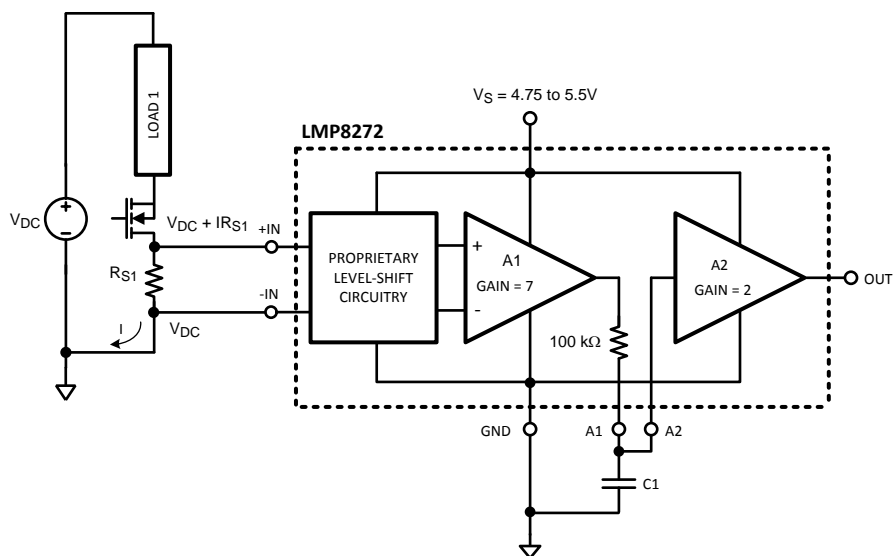 V_S = 4.75 to 5.5V
LMP8272
LOAD 1
V_DC
+
−
V_DC + IR_S1
+IN
R_S1
-IN
I
V_DC
PROPRIETARY
LEVEL-SHIFT
CIRCUITRY
+
-
A1
GAIN = 7
A2
GAIN = 2
OUT
100 kΩ
GND
A1
A2
C1